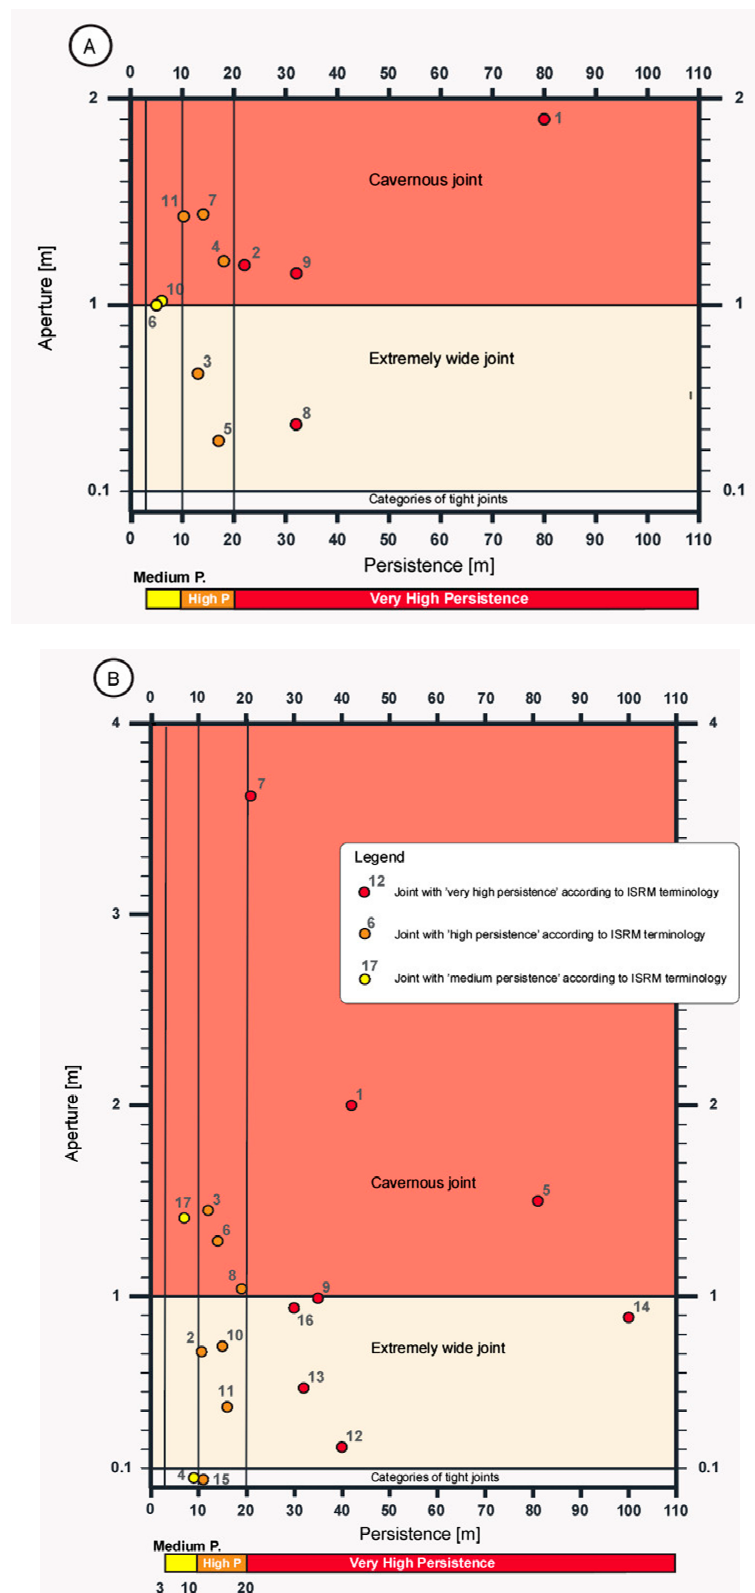 A
0 10 20 30 40 50 60 70 80 90 100 110
2 2
1
Cavernous joint
11 7
4 2 9
10
1 1
6
Extremely wide joint
3
8
5
0.1 0.1
Categories of tight joints
0 10 20 30 40 50 60 70 80 90 100 110
Aperture [m]
Persistence [m]
Medium P.
High P Very High Persistence
B
0 10 20 30 40 50 60 70 80 90 100 110
4 4
7
Legend
12 Joint with 'very high persistence' according to ISRM terminology
6 Joint with 'high persistence' according to ISRM terminology
17 Joint with 'medium persistence' according to ISRM terminology
3
1
2 2
Aperture [m]
Cavernous joint
5
17 3
6
8 9
1 1
16 14
2 10
Extremely wide joint
13
11
12
0.1 0.1
4 15
Categories of tight joints
0 10 20 30 40 50 60 70 80 90 100 110
Persistence [m]
Medium P.
High P Very High Persistence
3 10 20